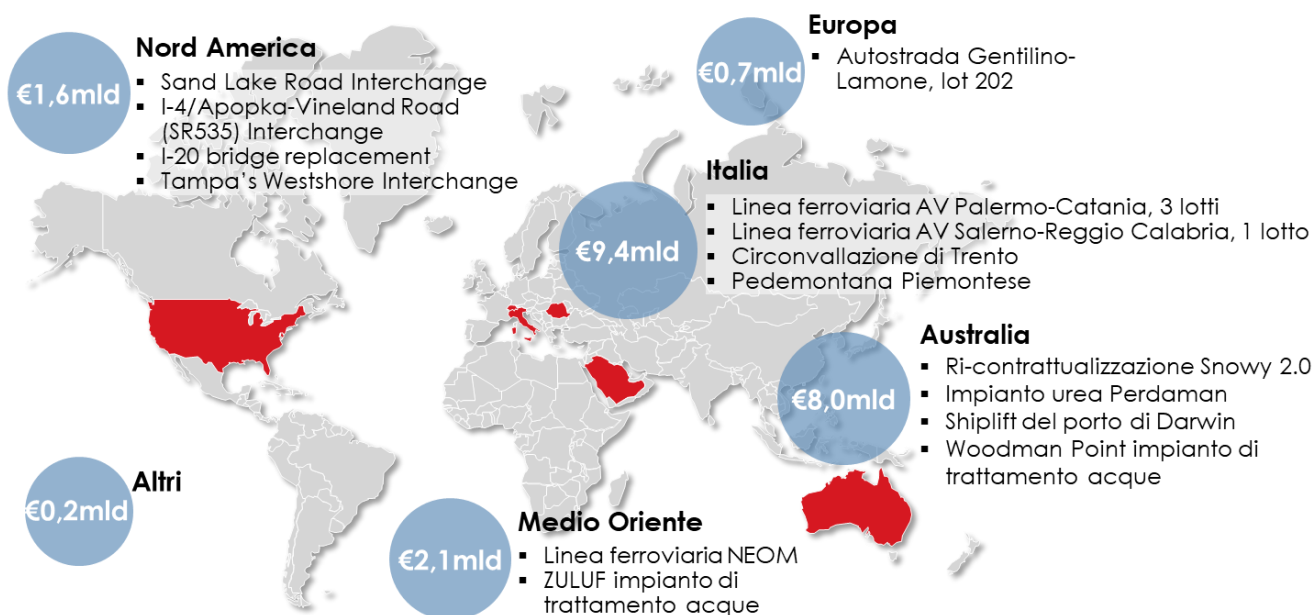 Nord America
€1,6mld
▪ Sand Lake Road Interchange
▪ I-4/Apopka-Vineland Road
(SR535) Interchange
▪ I-20 bridge replacement
▪ Tampa's Westshore Interchange
Europa
€0,7mld
▪ Autostrada Gentilino-
Lamone, lot 202
Italia
€9,4mld
▪ Linea ferroviaria AV Palermo-Catania, 3 lotti
▪ Linea ferroviaria AV Salerno-Reggio Calabria, 1 lotto
▪ Circonvallazione di Trento
▪ Pedemontana Piemontese
Australia
€8,0mld
▪ Ri-contrattualizzazione Snowy 2.0
▪ Impianto urea Perdaman
▪ Shiplift del porto di Darwin
▪ Woodman Point impianto di
trattamento acque
Altri
€0,2mld
Medio Oriente
€2,1mld
▪ Linea ferroviaria NEOM
▪ ZULUF impianto di
trattamento acque